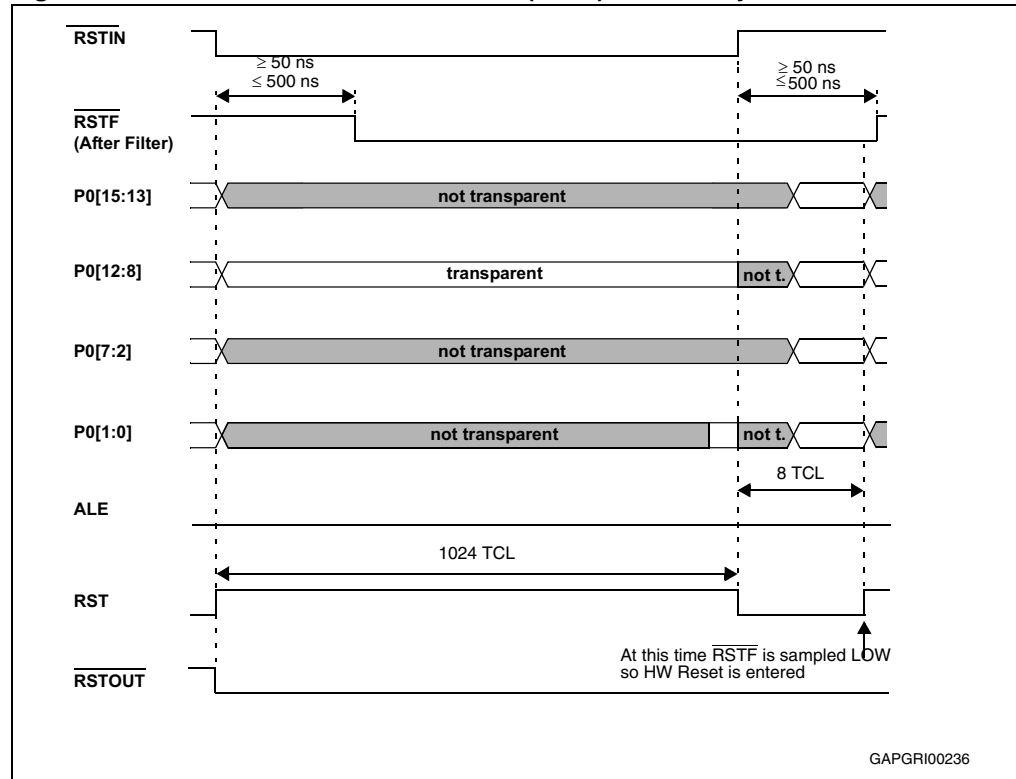 RSTIN
≥ 50 ns
≤ 500 ns
≥ 50 ns
≤ 500 ns
RSTF
(After Filter)
P0[15:13]
not transparent
P0[12:8]
transparent
not t.
P0[7:2]
not transparent
P0[1:0]
not transparent
not t.
8 TCL
ALE
1024 TCL
RST
At this time RSTF is sampled LOW
so HW Reset is entered
RSTOUT
GAPGRI00236